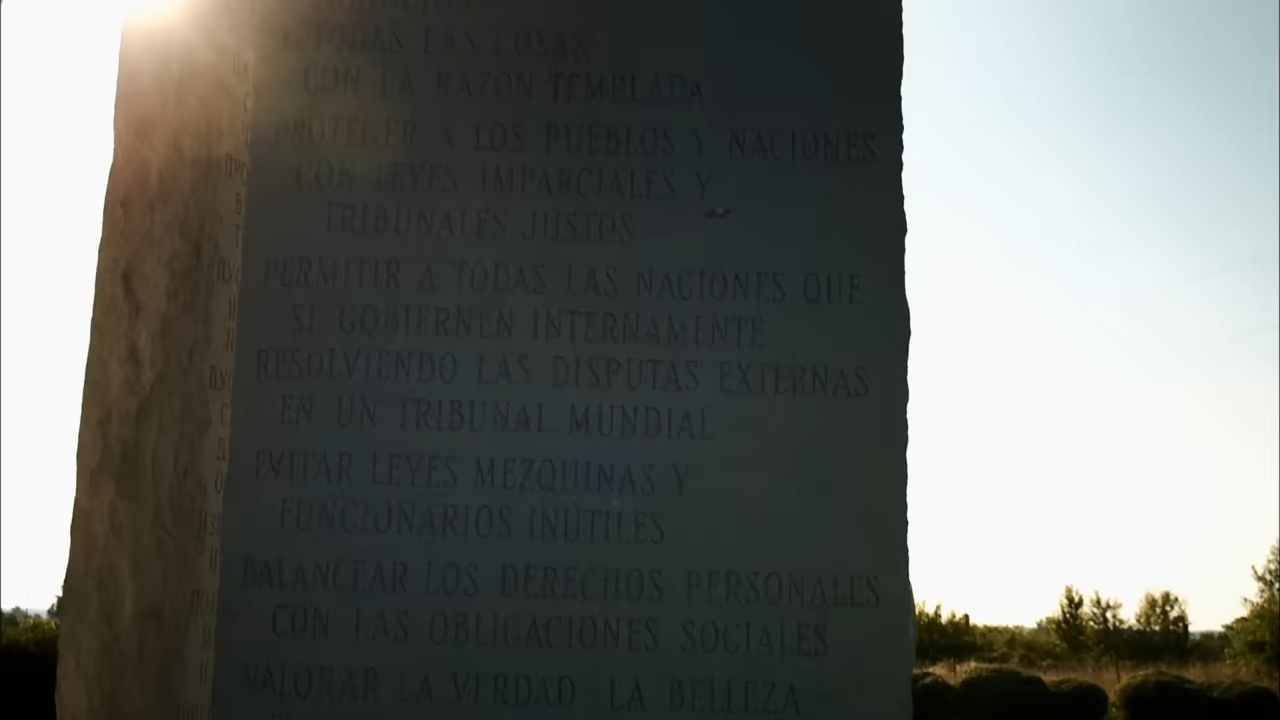 TODAS LAS COSAS
CON LA RAZON TEMPLADA
PROTEGER A LOS PUEBLOS Y NACIONES
CON LEYES IMPARCIALES Y
TRIBUNALES JUSTOS
PERMITIR A TODAS LAS NACIONES QUE
SE GOBIERNEN INTERNAMENTE
RESOLVIENDO LAS DISPUTAS EXTERNAS
EN UN TRIBUNAL MUNDIAL
EVITAR LEYES MEZQUINAS Y
FUNCIONARIOS INUTILES
BALANCEAR LOS DERECHOS PERSONALES
CON LAS OBLIGACIONES SOCIALES
VALORAR LA VERDAD LA BELLEZA